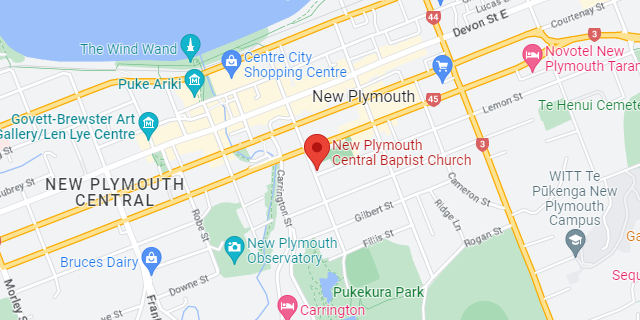 Lucas
Courtenay St
44
Devon St E
3
The Wind Wand
Centre City
Shopping Centre
Novotel New
Plymouth Taran
Puke Ariki
New Plymouth
45
Lemon St
Te Henui Cemete
Govett-Brewster Art
Gallery/Len Lye Centre
New Plymouth
Central Baptist Church
3
WITT Te
Pūkenga New
Plymouth
Campus
NEW PLYMOUTH
CENTRAL
ubrey St
Carrington St
Cameron St
Ridge Ln
Gilbert St
Robe St
Fillis St
Rogan St
New Plymouth
Observatory...
Bruces Dairy
Downe St
Pukekura Park
Sequ
Morley St
Fran
Carrington